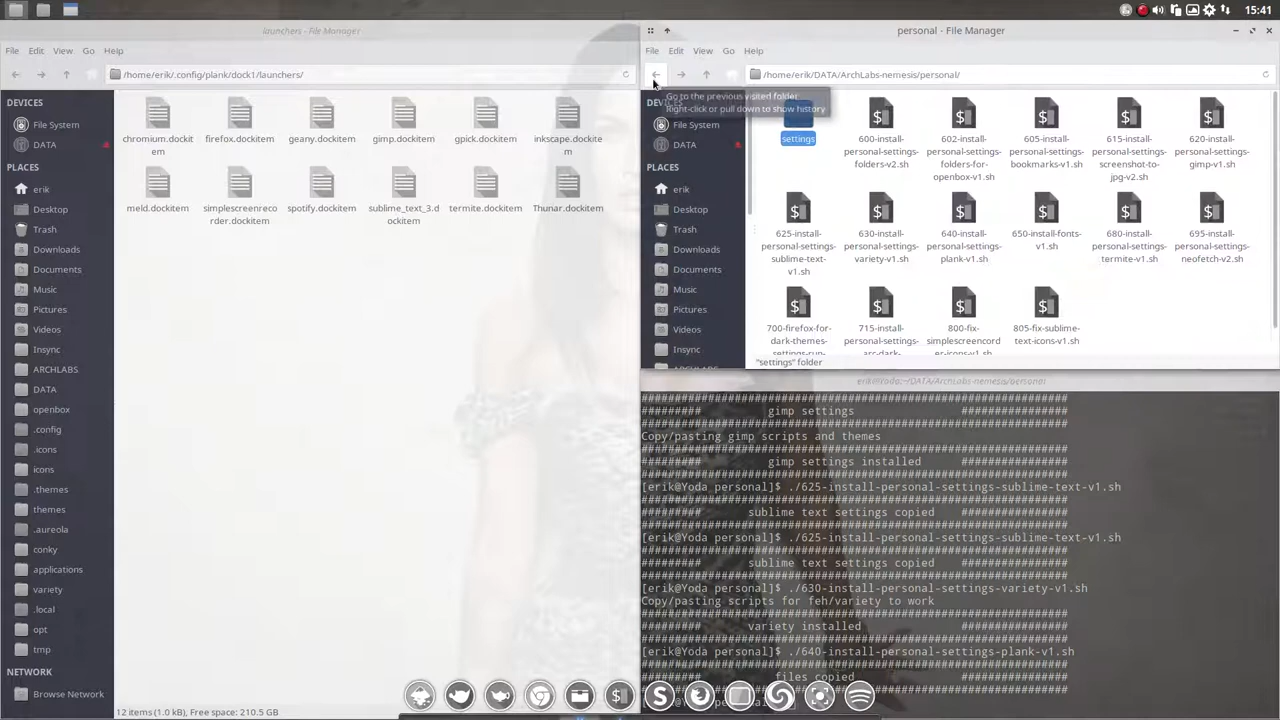 15:41
launchers - File Manager
File Edit View Go Help
/home/erik/.config/plank/dock1/launchers/
DEVICES
File System
DATA
PLACES
erik
Desktop
Trash
Downloads
Documents
Music
Pictures
Videos
Insync
ARCHLABS
DATA
openbox
.config
.icons
icons
.themes
themes
.aureola
conky
applications
variety
.local
opt
tmp
NETWORK
Browse Network
chromium.dockit
em
firefox.dockitem
geany.dockitem
gimp.dockitem
gpick.dockitem
inkscape.dockite
m
meld.dockitem
simplescreenreco
rder.dockitem
spotify.dockitem
sublime_text_3.d
ockitem
termite.dockitem
Thunar.dockitem
12 items (1.0 kB), Free space: 210.5 GB
personal - File Manager
File Edit View Go Help
/home/erik/DATA/ArchLabs-nemesis/personal/
Go to the previous visited folder
Right-click or pull down to show history
File System
DATA
PLACES
erik
Desktop
Trash
Downloads
Documents
Music
Pictures
Videos
Insync
settings
600-install-
personal-settings-
folders-v2.sh
602-install-
personal-settings-
folders-for-
openbox-v1.sh
605-install-
personal-settings-
bookmarks-v1.sh
615-install-
personal-settings-
screenshot-to-
jpg-v2.sh
620-install-
personal-settings-
gimp-v1.sh
625-install-
personal-settings-
sublime-text-
v1.sh
630-install-
personal-settings-
variety-v1.sh
640-install-
personal-settings-
plank-v1.sh
650-install-fonts-
v1.sh
680-install-
personal-settings-
termite-v1.sh
695-install-
personal-settings-
neofetch-v2.sh
700-firefox-for-
dark-themes-
settings-run-
715-install-
personal-settings-
arc-dark-
800-fix-
simplescreencord
er-icons-v1.sh
805-fix-sublime-
text-icons-v1.sh
"settings" folder
erik@Yoda:~/DATA/ArchLabs-nemesis/personal
##################################################
######### gimp settings ############
##################################################
Copy/pasting gimp scripts and themes
##################################################
######### gimp settings installed ############
##################################################
[erik@Yoda personal]$ ./625-install-personal-settings-sublime-text-v1.sh
##################################################
######### sublime text settings copied ############
##################################################
[erik@Yoda personal]$ ./625-install-personal-settings-sublime-text-v1.sh
##################################################
######### sublime text settings copied ############
##################################################
[erik@Yoda personal]$ ./630-install-personal-settings-variety-v1.sh
Copy/pasting scripts for feh/variety to work
##################################################
######### variety installed ############
##################################################
[erik@Yoda personal]$ ./640-install-personal-settings-plank-v1.sh
##################################################
######### files copied ############
##################################################